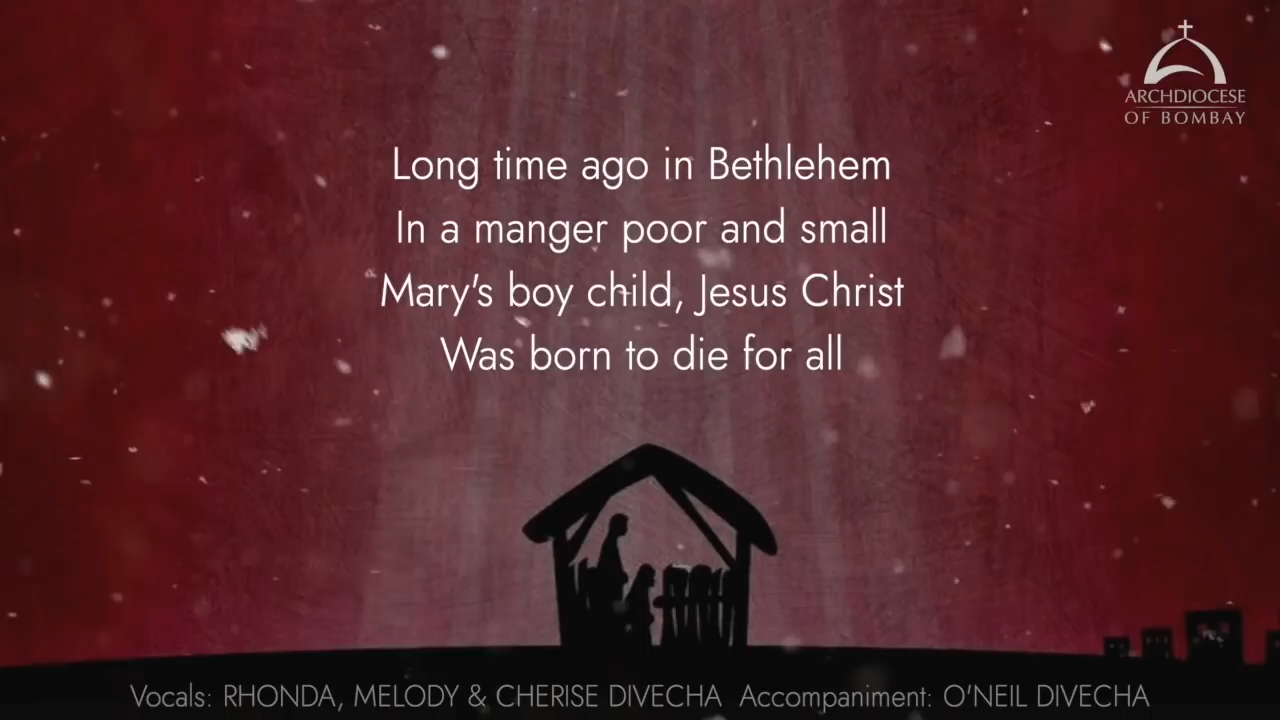 ARCHDIOCESE
OF BOMBAY
Long time ago in Bethlehem
In a manger poor and small
Mary's boy child, Jesus Christ
Was born to die for all
Vocals: RHONDA, MELODY & CHERISE DIVECHA Accompaniment: O'NEIL DIVECHA